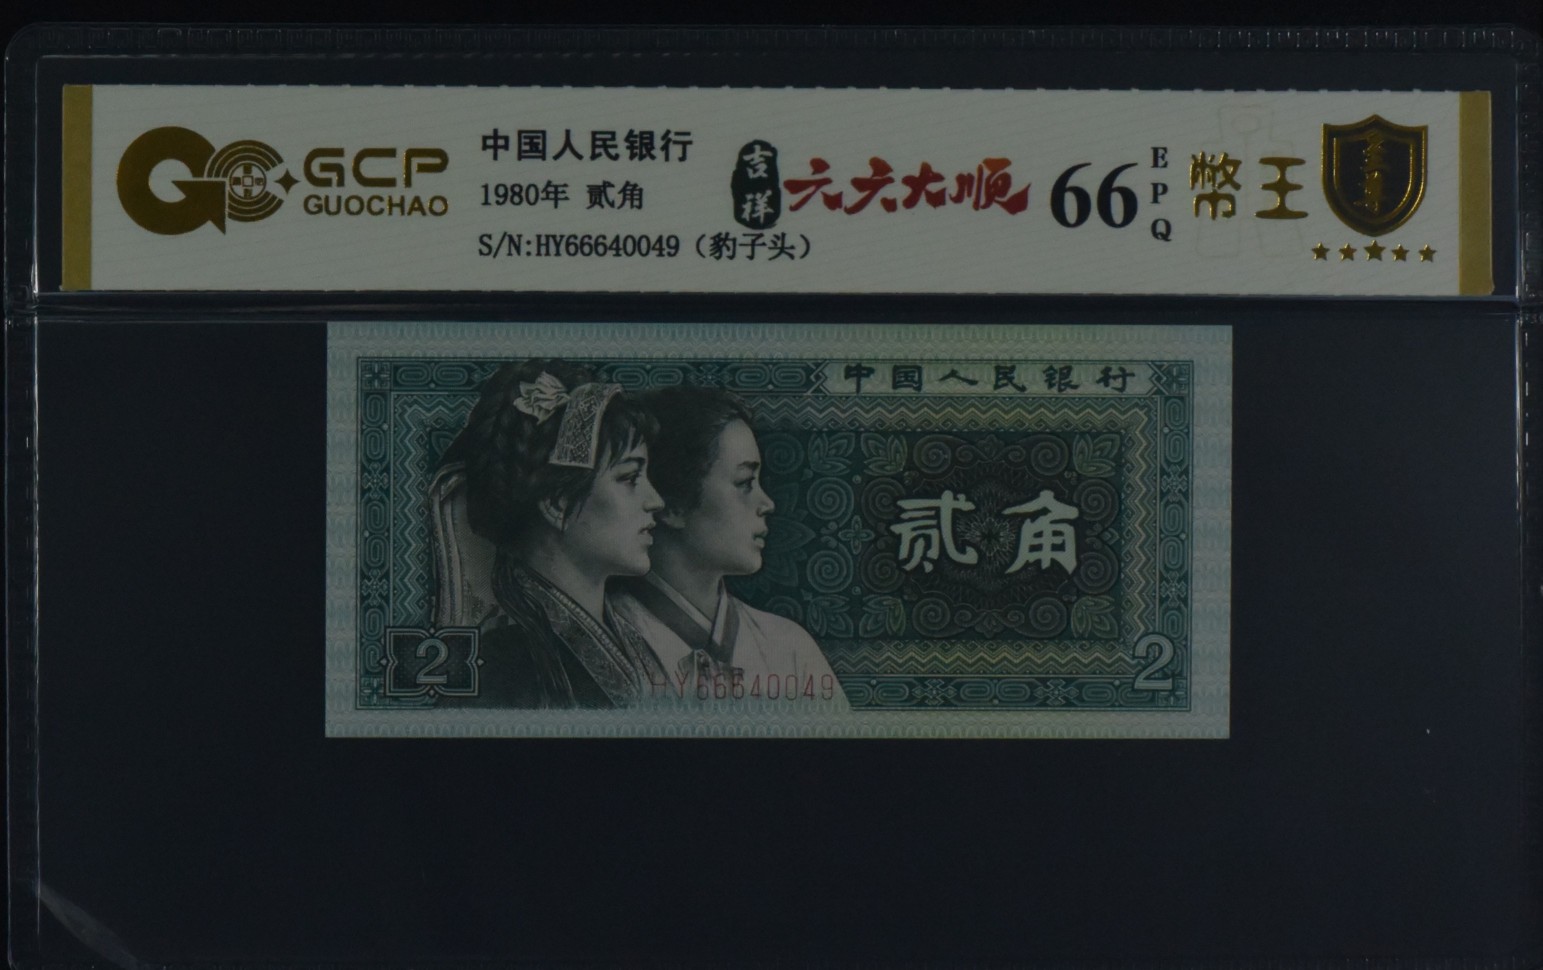 GCP
GUOCHAO
中国人民银行
1980年 贰角
S/N:HY66640049（豹子头）
吉祥
六六大顺
66
EPQ
幣王
中国人民银行
贰角
2
HY66640049
2